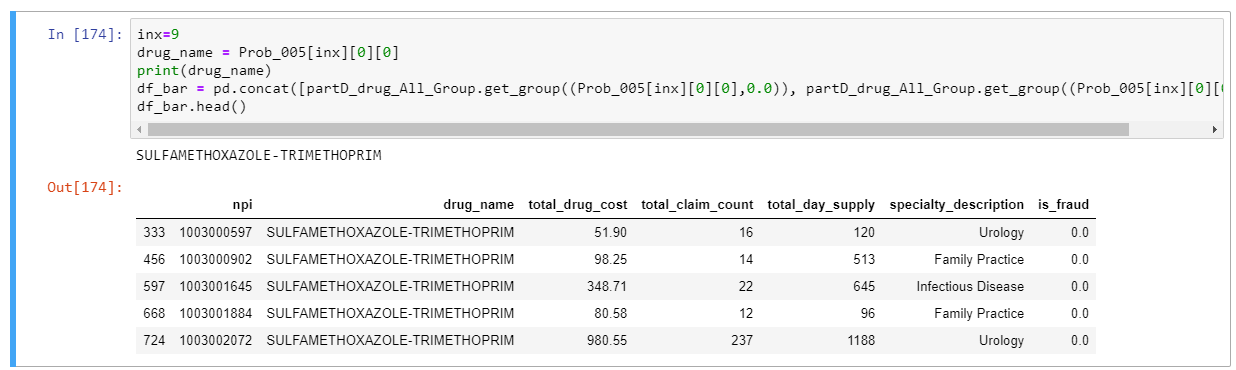 In [174]: inx=9
drug_name = Prob_005[inx][0][0]
print(drug_name)
df_bar = pd.concat([partD_drug_All_Group.get_group((Prob_005[inx][0][0],0.0)), partD_drug_All_Group.get_group((Prob_005[inx][0][
df_bar.head()
SULFAMETHOXAZOLE-TRIMETHOPRIM
Out[174]:
npi drug_name total_drug_cost total_claim_count total_day_supply specialty_description is_fraud
333 1003000597 SULFAMETHOXAZOLE-TRIMETHOPRIM 51.90 16 120 Urology 0.0
456 1003000902 SULFAMETHOXAZOLE-TRIMETHOPRIM 98.25 14 513 Family Practice 0.0
597 1003001645 SULFAMETHOXAZOLE-TRIMETHOPRIM 348.71 22 645 Infectious Disease 0.0
668 1003001884 SULFAMETHOXAZOLE-TRIMETHOPRIM 80.58 12 96 Family Practice 0.0
724 1003002072 SULFAMETHOXAZOLE-TRIMETHOPRIM 980.55 237 1188 Urology 0.0